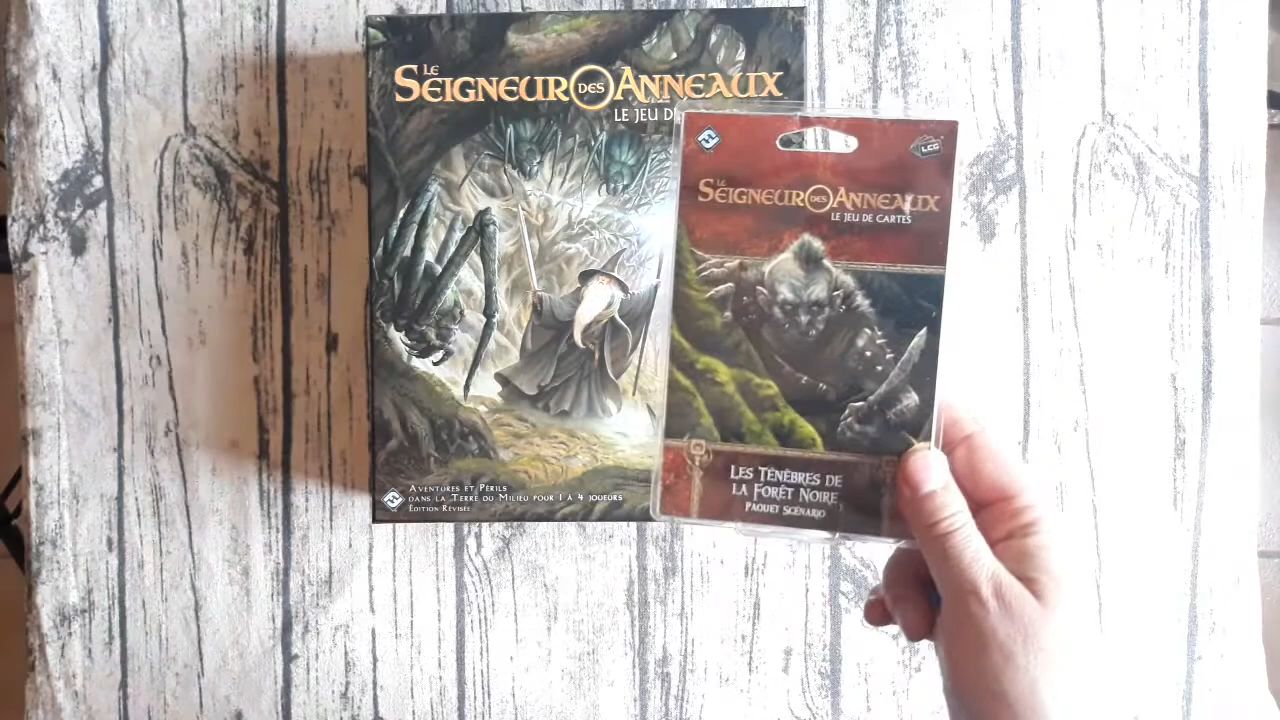 LE
SEIGNEUR DES ANNEAUX
LE JEU D
AVENTURES ET PÉRILS
DANS LA TERRE DU MILIEU POUR 1 À 4 JOUEURS
ÉDITION RÉVISÉE
LCG
LE
SEIGNEUR DES ANNEAUX
LE JEU DE CARTES
LES TÉNÈBRES DE
LA FORÊT NOIRE
PAQUET SCÉNARIO